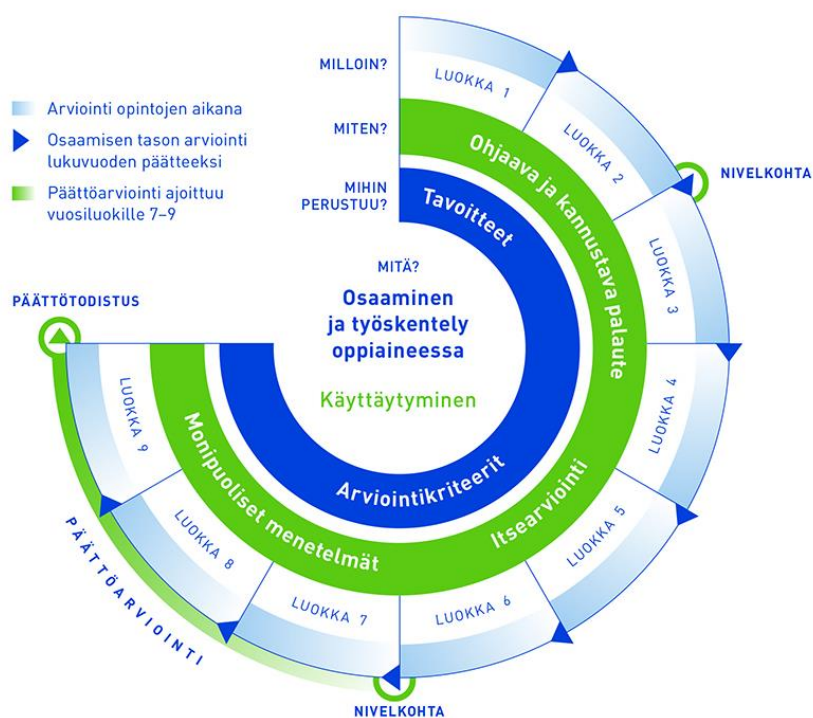 MILLOIN?
MITEN?
MIHIN
PERUSTUU?
Arviointi opintojen aikana
Osaamisen tason arviointi
lukuvuoden päätteeksi
Päättöarviointi ajoittuu
vuosiluokille 7–9
LUOKKA 1
LUOKKA 2
NIVELKOHTA
LUOKKA 3
LUOKKA 4
LUOKKA 5
LUOKKA 6
LUOKKA 7
NIVELKOHTA
LUOKKA 8
LUOKKA 9
PÄÄTTÖTODISTUS
PÄÄTTÖARVIOINTI
Ohjaava ja kannustava palaute
Itsearviointi
Monipuoliset menetelmät
Tavoitteet
Arviointikriteerit
MITÄ?
Osaaminen
ja työskentely
oppiaineessa
Käyttäytyminen